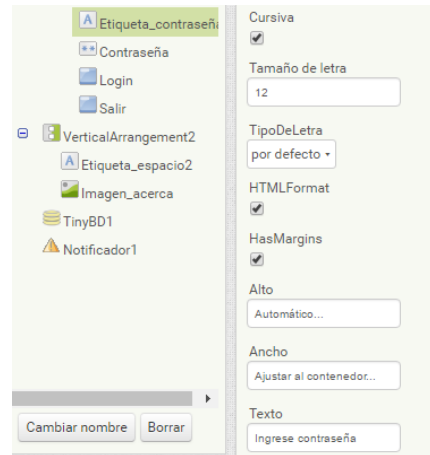 Etiqueta_contraseña
Contraseña
Login
Salir
VerticalArrangement2
Etiqueta_espacio2
Imagen_acerca
TinyBD1
Notificador1
Cambiar nombre
Borrar
Cursiva
Tamaño de letra
12
TipoDeLetra
por defecto
HTMLFormat
HasMargins
Alto
Automático...
Ancho
Ajustar al contenedor...
Texto
Ingrese contraseña